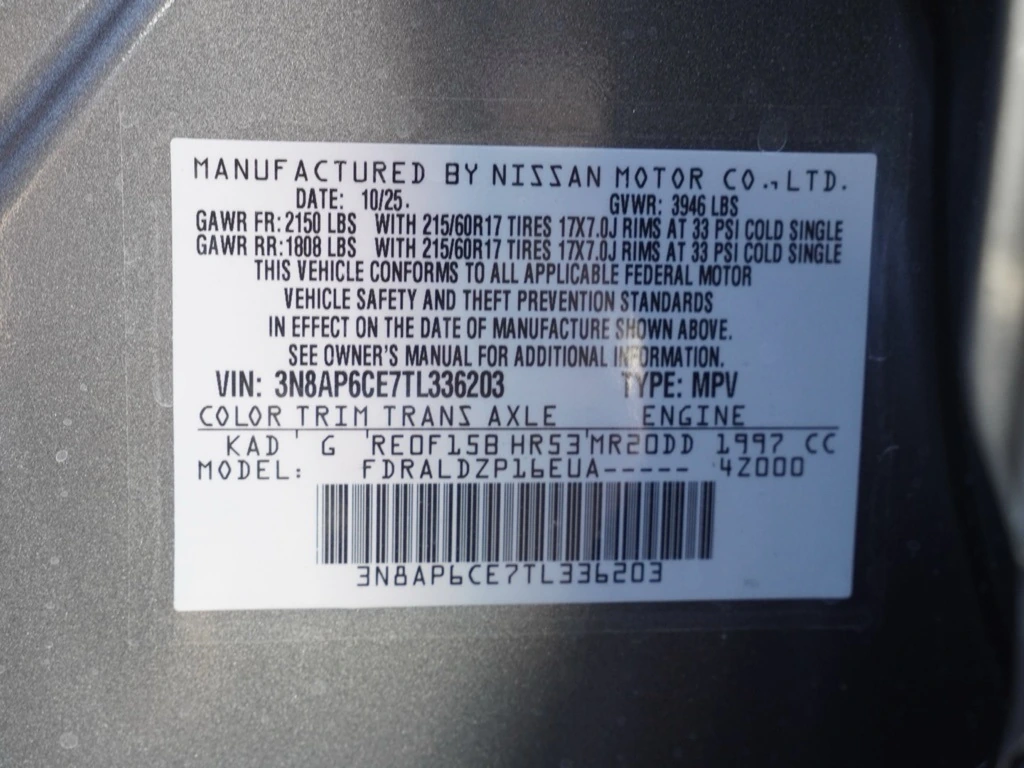 MANUFACTURED BY NISSAN MOTOR CO., LTD.
DATE: 10/25. GVWR: 3946 LBS
GAWR FR: 2150 LBS WITH 215/60R17 TIRES 17X7.0J RIMS AT 33 PSI COLD SINGLE
GAWR RR: 1808 LBS WITH 215/60R17 TIRES 17X7.0J RIMS AT 33 PSI COLD SINGLE
THIS VEHICLE CONFORMS TO ALL APPLICABLE FEDERAL MOTOR
VEHICLE SAFETY AND THEFT PREVENTION STANDARDS
IN EFFECT ON THE DATE OF MANUFACTURE SHOWN ABOVE.
SEE OWNER'S MANUAL FOR ADDITIONAL INFORMATION.
VIN: 3N8AP6CE7TL336203 TYPE: MPV
COLOR TRIM TRANS AXLE ENGINE
KAD ' G 'RE0F15B HR53'MR20DD 1997 CC
MODEL: FDRALDZP16EUA----- 4Z000
3N8AP6CE7TL336203